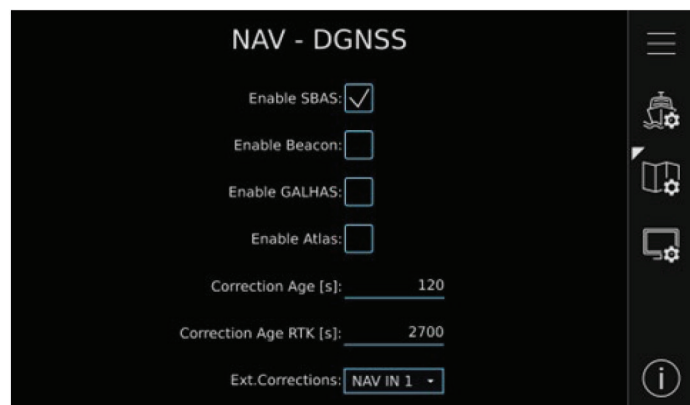 NAV - DGNSS
Enable SBAS:
Enable Beacon:
Enable GALHAS:
Enable Atlas:
Correction Age [s]: 120
Correction Age RTK [s]: 2700
Ext.Corrections: NAV IN 1